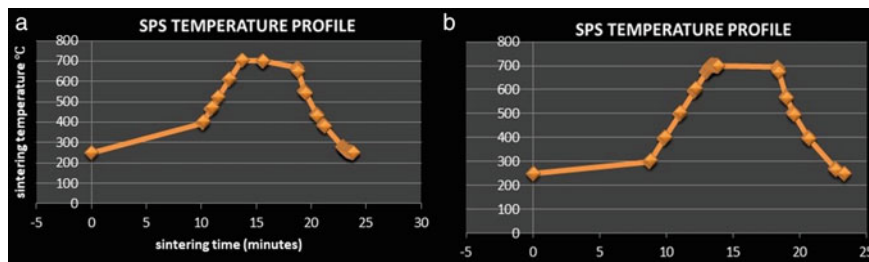 a
SPS TEMPERATURE PROFILE
sintering temperature °C
800
700
600
500
400
300
200
100
0
-5 0 5 10 15 20 25 30
sintering time (minutes)
b
SPS TEMPERATURE PROFILE
800
700
600
500
400
300
200
100
0
-5 0 5 10 15 20 25